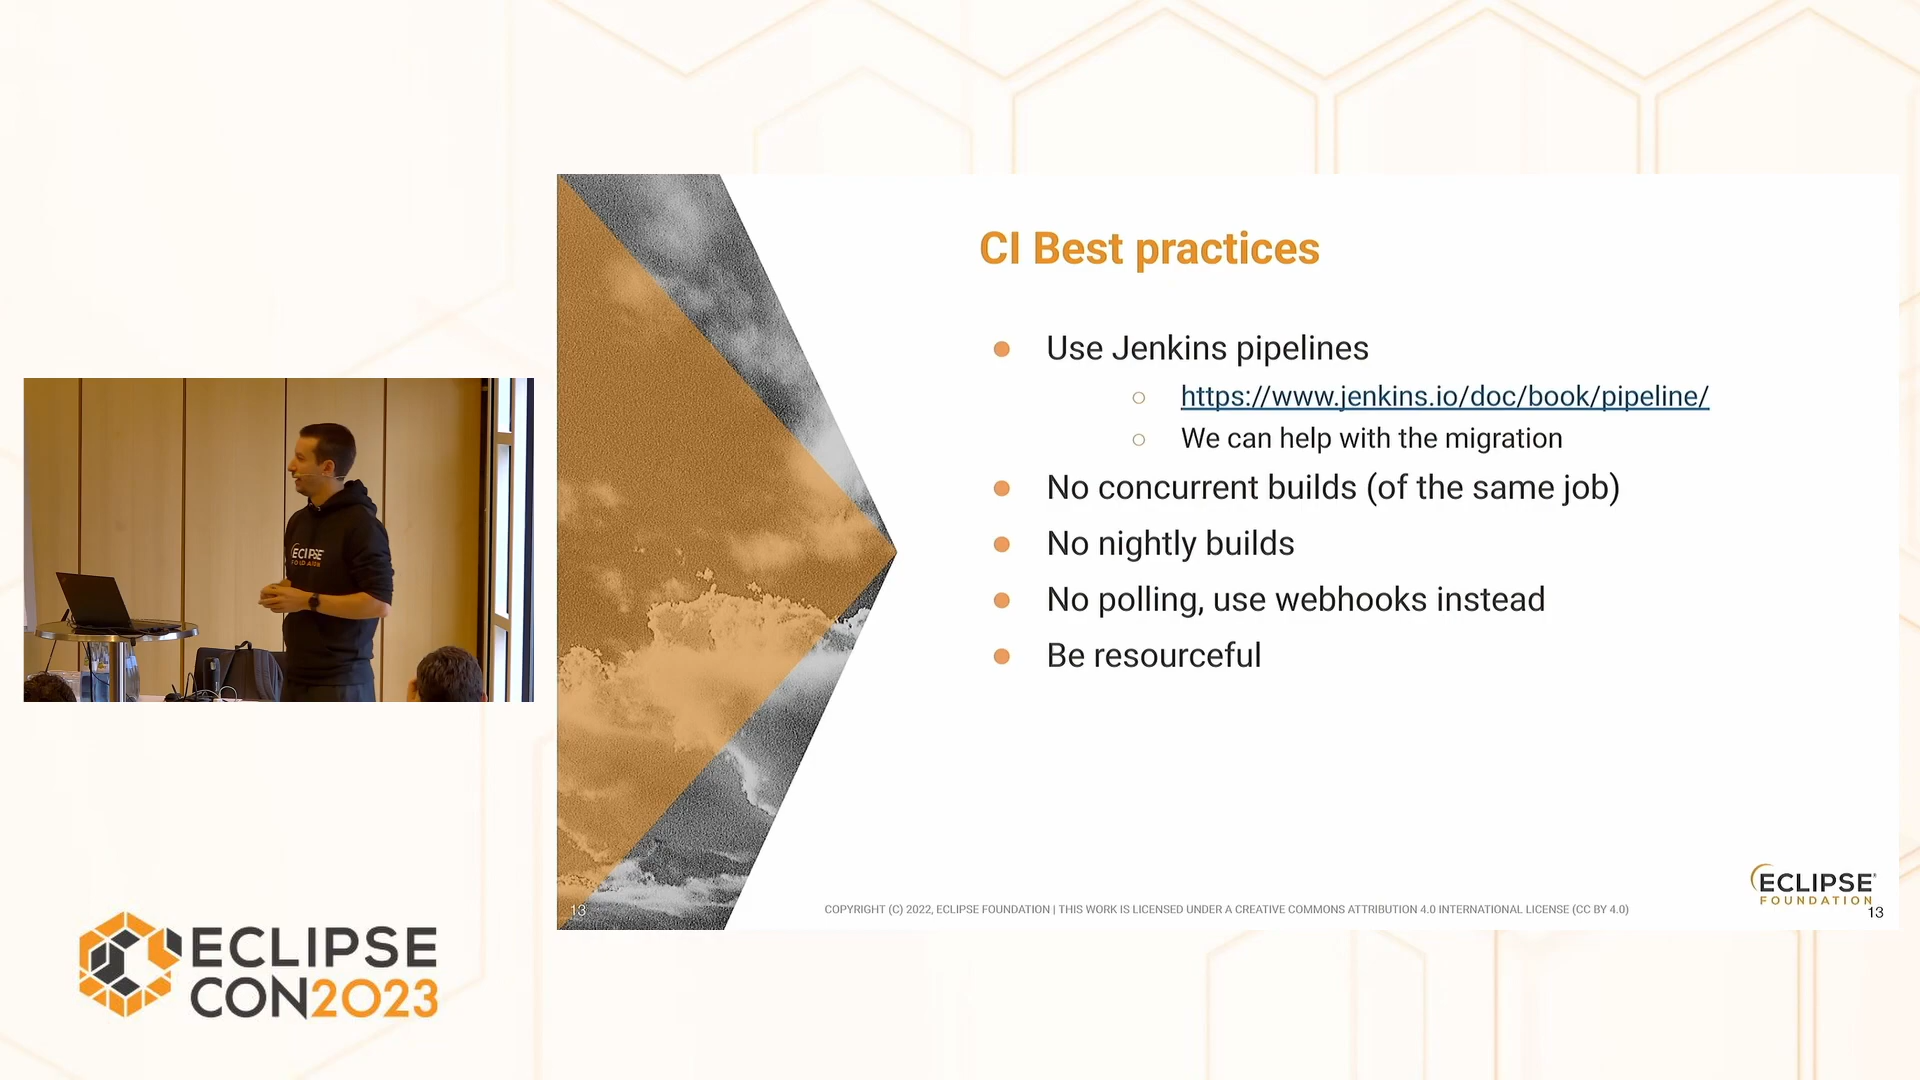 CI Best practices
Use Jenkins pipelines
https://www.jenkins.io/doc/book/pipeline/
We can help with the migration
No concurrent builds (of the same job)
No nightly builds
No polling, use webhooks instead
Be resourceful
ECLIPSE
ECLIPSE
FOUNDATION
13
COPYRIGHT (C) 2022, ECLIPSE FOUNDATION | THIS WORK IS LICENSED UNDER A CREATIVE COMMONS ATTRIBUTION 4.0 INTERNATIONAL LICENSE (CC BY 4.0)
13
ECLIPSE
CON2023